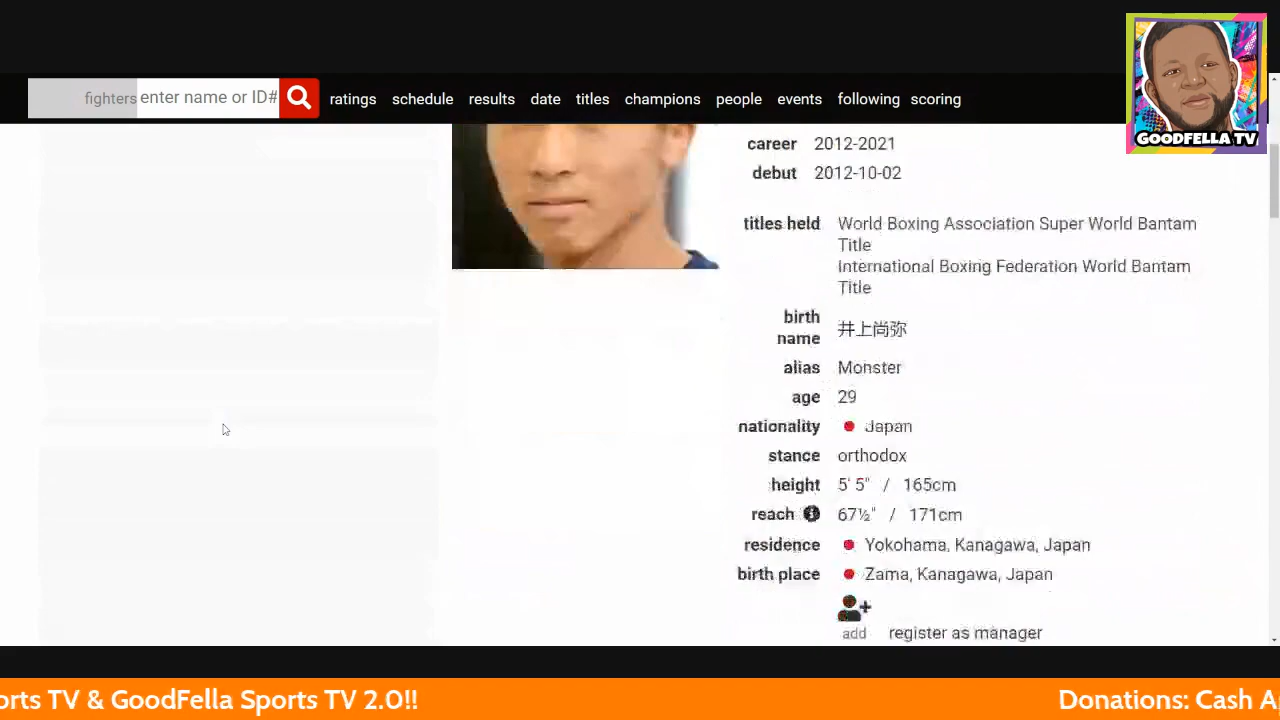 GOODFELLA TV
fighters enter name or ID# ratings schedule results date titles champions people events following scoring
career 2012-2021
debut 2012-10-02
titles held World Boxing Association Super World Bantam
Title
International Boxing Federation World Bantam
Title
birth
name 井上尚弥
alias Monster
age 29
nationality Japan
stance orthodox
height 5' 5" / 165cm
reach 67½" / 171cm
residence Yokohama, Kanagawa, Japan
birth place Zama, Kanagawa, Japan
add register as manager
orts TV & GoodFella Sports TV 2.0!! Donations: Cash A